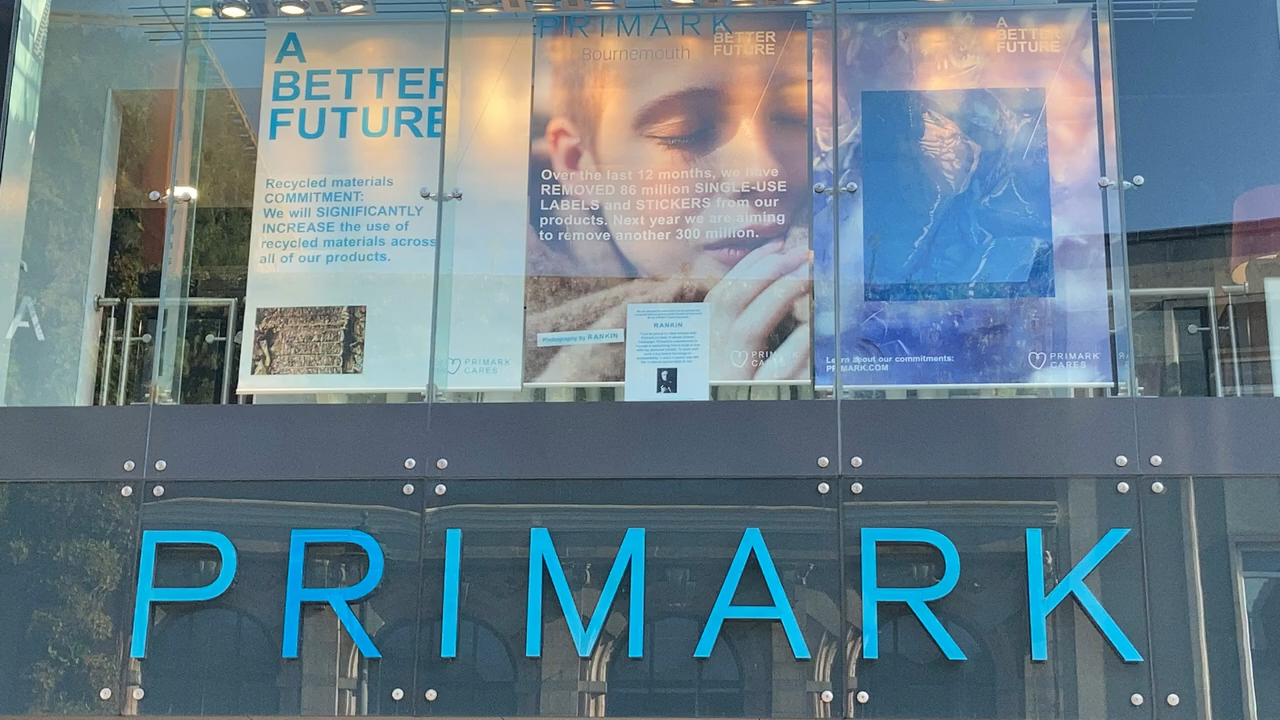 A
BETTER
FUTURE
Recycled materials
COMMITMENT:
We will SIGNIFICANTLY
INCREASE the use of
recycled materials across
all of our products.
PRIMARK
CARES
PRIMARK
Bournemouth
BETTER
FUTURE
Over the last 12 months, we have
REMOVED 86 million SINGLE-USE
LABELS and STICKERS from our
products. Next year we are aiming
to remove another 300 million.
Photography by RANKIN
RANKIN
PRIMARK
CARES
A
BETTER
FUTURE
Learn about our commitments:
PRIMARK.COM
PRIMARK
CARES
PRIMARK